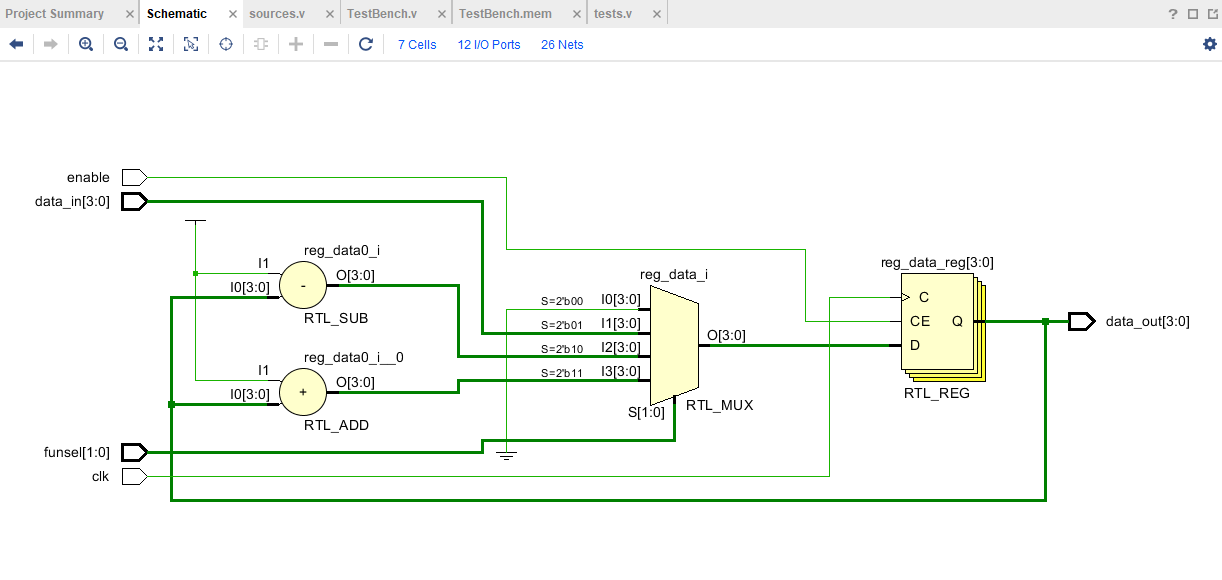 Project Summary × Schematic × sources.v × TestBench.v × TestBench.mem × tests.v × ?
7 Cells 12 I/O Ports 26 Nets
enable
data_in[3:0]
reg_data0_i
I1
O[3:0]
I0[3:0]
-
RTL_SUB
reg_data0_i__0
I1
O[3:0]
I0[3:0]
+
RTL_ADD
funsel[1:0]
clk
reg_data_i
S=2'b00 I0[3:0]
S=2'b01 I1[3:0]
S=2'b10 I2[3:0]
S=2'b11 I3[3:0]
O[3:0]
S[1:0]
RTL_MUX
reg_data_reg[3:0]
C
CE Q
D
RTL_REG
data_out[3:0]